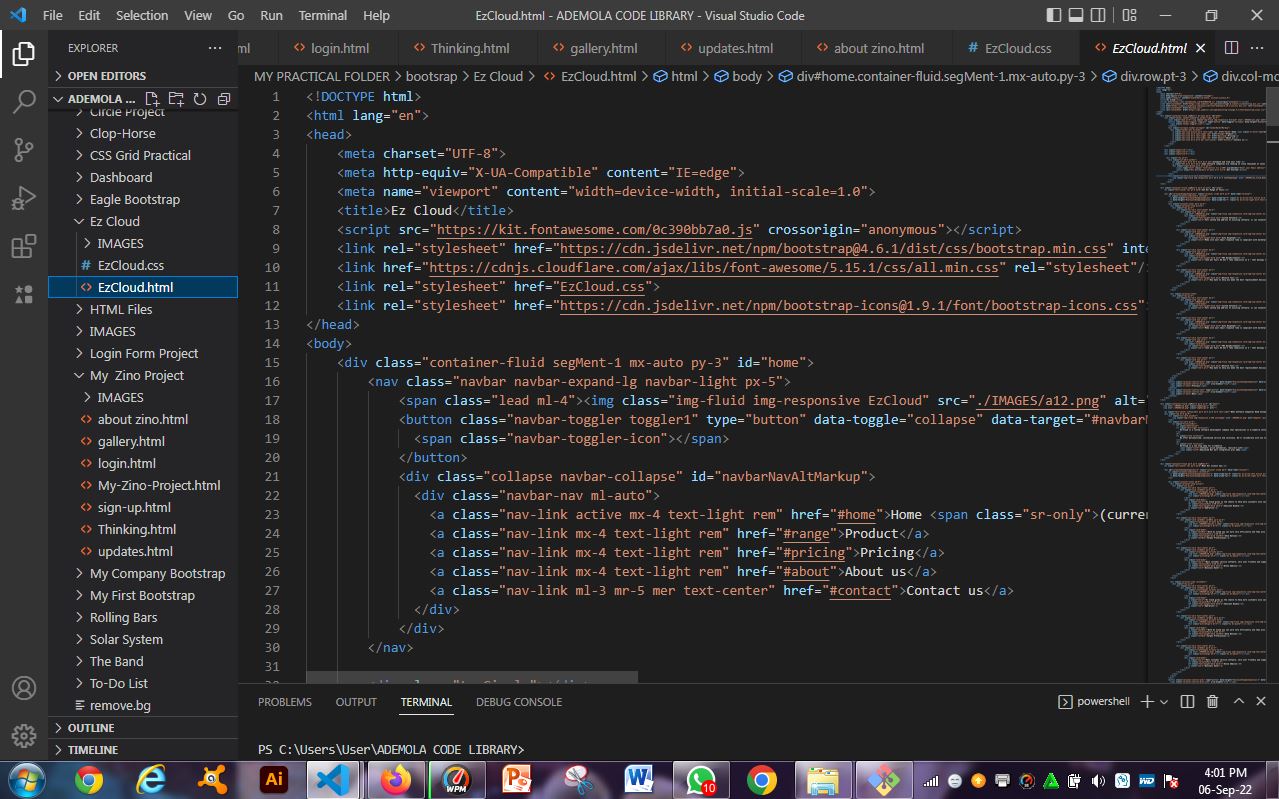 File Edit Selection View Go Run Terminal Help EzCloud.html - ADEMOLA CODE LIBRARY - Visual Studio Code
EXPLORER
ml login.html Thinking.html gallery.html updates.html about zino.html # EzCloud.css EzCloud.html
OPEN EDITORS
MY PRACTICAL FOLDER > bootsrap > Ez Cloud > EzCloud.html > html > body > div#home.container-fluid.segMent-1.mx-auto.py-3 > div.row.pt-3 > div.col-mc
ADEMOLA ...
Circle Project
Clop-Horse
CSS Grid Practical
Dashboard
Eagle Bootstrap
Ez Cloud
IMAGES
# EzCloud.css
EzCloud.html
HTML Files
IMAGES
Login Form Project
My Zino Project
IMAGES
about zino.html
gallery.html
login.html
My-Zino-Project.html
sign-up.html
Thinking.html
updates.html
My Company Bootstrap
My First Bootstrap
Rolling Bars
Solar System
The Band
To-Do List
remove.bg
OUTLINE
TIMELINE
1 <!DOCTYPE html>
2 <html lang="en">
3 <head>
4 <meta charset="UTF-8">
5 <meta http-equiv="X-UA-Compatible" content="IE=edge">
6 <meta name="viewport" content="width=device-width, initial-scale=1.0">
7 <title>Ez Cloud</title>
8 <script src="https://kit.fontawesome.com/0c390bb7a0.js" crossorigin="anonymous"></script>
9 <link rel="stylesheet" href="https://cdn.jsdelivr.net/npm/bootstrap@4.6.1/dist/css/bootstrap.min.css" inte
10 <link href="https://cdnjs.cloudflare.com/ajax/libs/font-awesome/5.15.1/css/all.min.css" rel="stylesheet"/
11 <link rel="stylesheet" href="EzCloud.css">
12 <link rel="stylesheet" href="https://cdn.jsdelivr.net/npm/bootstrap-icons@1.9.1/font/bootstrap-icons.css"
13 </head>
14 <body>
15 <div class="container-fluid segMent-1 mx-auto py-3" id="home">
16 <nav class="navbar navbar-expand-lg navbar-light px-5">
17 <span class="lead ml-4"><img class="img-fluid img-responsive EzCloud" src="./IMAGES/a12.png" alt=
18 <button class="navbar-toggler toggler1" type="button" data-toggle="collapse" data-target="#navbar
19 <span class="navbar-toggler-icon"></span>
20 </button>
21 <div class="collapse navbar-collapse" id="navbarNavAltMarkup">
22 <div class="navbar-nav ml-auto">
23 <a class="nav-link active mx-4 text-light rem" href="#home">Home <span class="sr-only">(curren
24 <a class="nav-link mx-4 text-light rem" href="#range">Product</a>
25 <a class="nav-link mx-4 text-light rem" href="#pricing">Pricing</a>
26 <a class="nav-link mx-4 text-light rem" href="#about">About us</a>
27 <a class="nav-link ml-3 mr-5 mer text-center" href="#contact">Contact us</a>
28 </div>
29 </div>
30 </nav>
31
PROBLEMS OUTPUT TERMINAL DEBUG CONSOLE powershell
PS C:\Users\User\ADEMOLA CODE LIBRARY>
Ai WPM 10 WD
4:01 PM
06-Sep-22